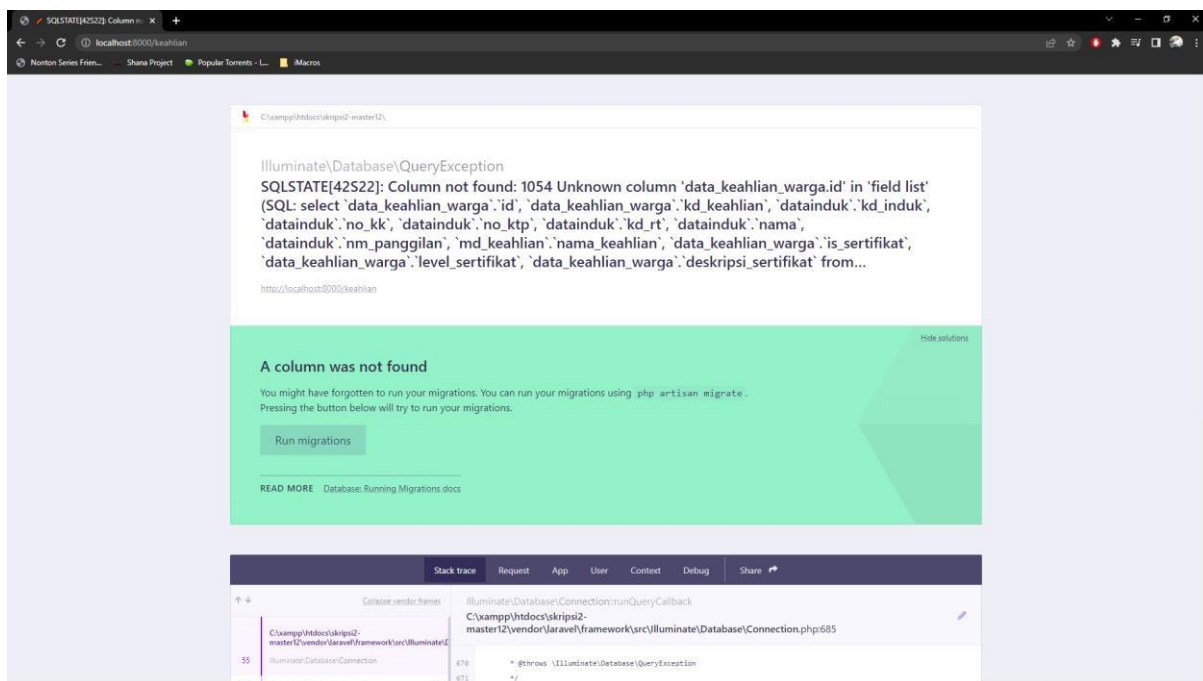 SQLSTATE[42S22]: Column n
localhost:8000/keahlian
Nonton Series Frien... Shana Project Popular Torrents - L... iMacros
C:\xampp\htdocs\skripsi2-master12\
Illuminate\Database\QueryException
SQLSTATE[42S22]: Column not found: 1054 Unknown column 'data_keahlian_warga.id' in 'field list'
(SQL: select `data_keahlian_warga`.`id`, `data_keahlian_warga`.`kd_keahlian`, `datainduk`.`kd_induk`,
`datainduk`.`no_kk`, `datainduk`.`no_ktp`, `datainduk`.`kd_rt`, `datainduk`.`nama`,
`datainduk`.`nm_panggilan`, `md_keahlian`.`nama_keahlian`, `data_keahlian_warga`.`is_sertifikat`,
`data_keahlian_warga`.`level_sertifikat`, `data_keahlian_warga`.`deskripsi_sertifikat` from...
http://localhost:8000/keahlian
Hide solutions
A column was not found
You might have forgotten to run your migrations. You can run your migrations using php artisan migrate.
Pressing the button below will try to run your migrations.
Run migrations
READ MORE Database: Running Migrations docs
Stack trace Request App User Context Debug Share
Collapse vendor frames
Illuminate\Database\Connection::runQueryCallback
C:\xampp\htdocs\skripsi2-
master12\vendor\laravel\framework\src\Illuminate\Database\Connection.php:685
C:\xampp\htdocs\skripsi2-
master12\vendor\laravel\framework\src\Illuminate\D
55 Illuminate\Database\Connection
670 * @throws \Illuminate\Database\QueryException
671 */